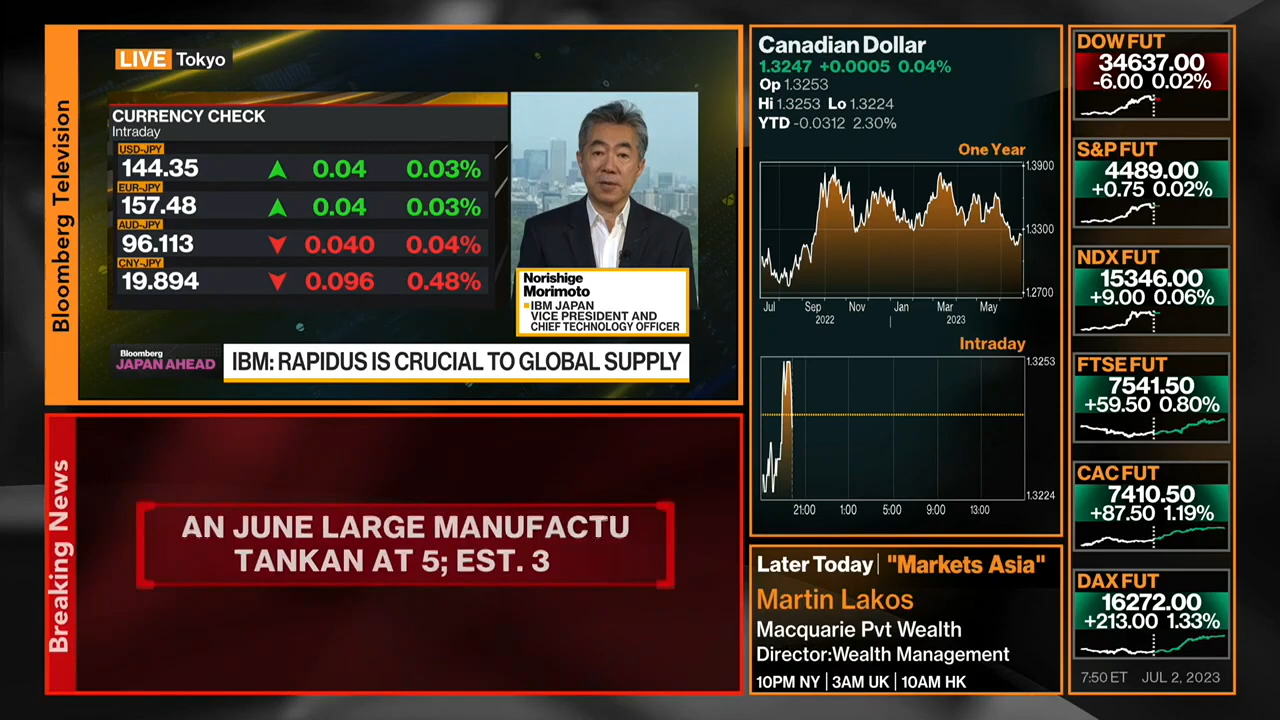 Bloomberg Television
LIVE Tokyo
CURRENCY CHECK
Intraday
USD-JPY
144.35 0.04 0.03%
EUR-JPY
157.48 0.04 0.03%
AUD-JPY
96.113 0.040 0.04%
CNY-JPY
19.894 0.096 0.48%
Norishige
Morimoto
IBM JAPAN
VICE PRESIDENT AND
CHIEF TECHNOLOGY OFFICER
Bloomberg
JAPAN AHEAD
IBM: RAPIDUS IS CRUCIAL TO GLOBAL SUPPLY
Breaking News
AN JUNE LARGE MANUFACTU
TANKAN AT 5; EST. 3
Canadian Dollar
1.3247 +0.0005 0.04%
Op 1.3253
Hi 1.3253 Lo 1.3224
YTD -0.0312 2.30%
One Year
1.3900
1.3300
1.2700
Jul Sep Nov Jan Mar May
2022 2023
Intraday
1.3253
1.3224
21:00 1:00 5:00 9:00 13:00
Later Today "Markets Asia"
Martin Lakos
Macquarie Pvt Wealth
Director:Wealth Management
10PM NY 3AM UK 10AM HK
DOW FUT
34637.00
-6.00 0.02%
S&P FUT
4489.00
+0.75 0.02%
NDX FUT
15346.00
+9.00 0.06%
FTSE FUT
7541.50
+59.50 0.80%
CAC FUT
7410.50
+87.50 1.19%
DAX FUT
16272.00
+213.00 1.33%
7:50 ET JUL 2, 2023